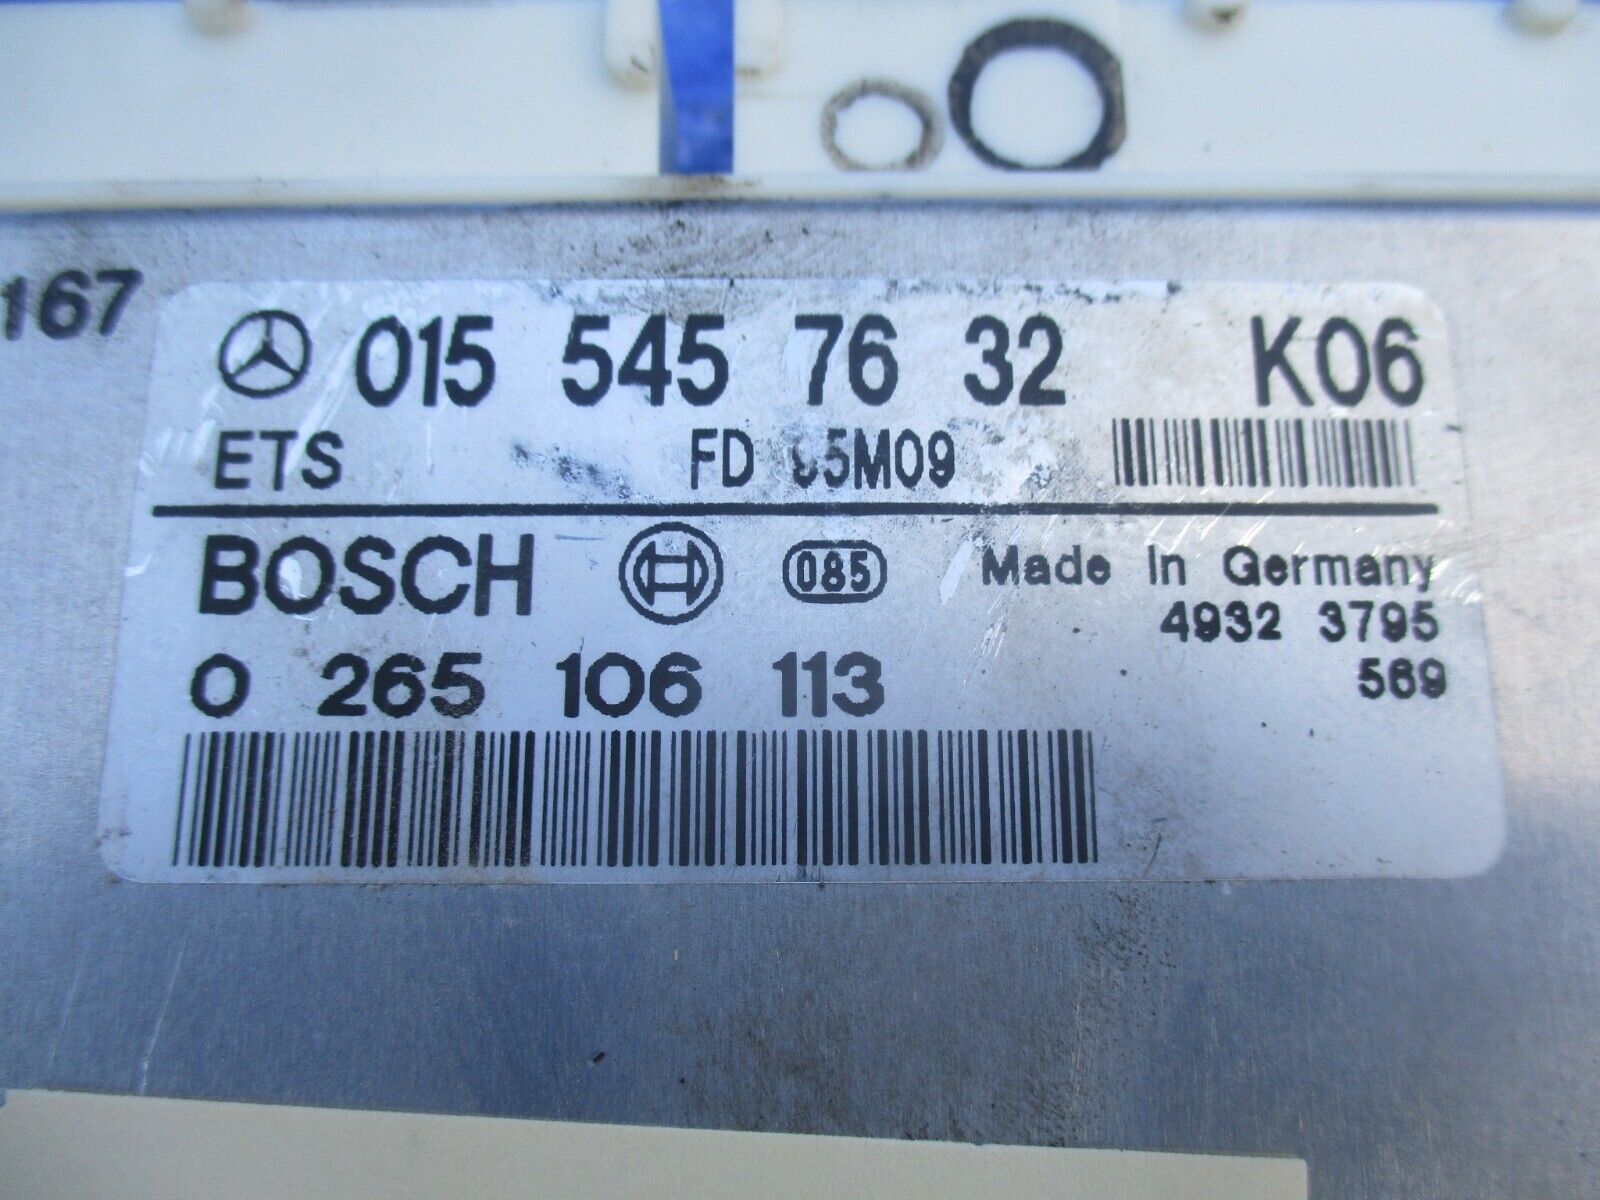 167
015 545 76 32 K06
ETS FD 95M09
BOSCH 085 Made In Germany
4932 3795
0 265 106 113 569